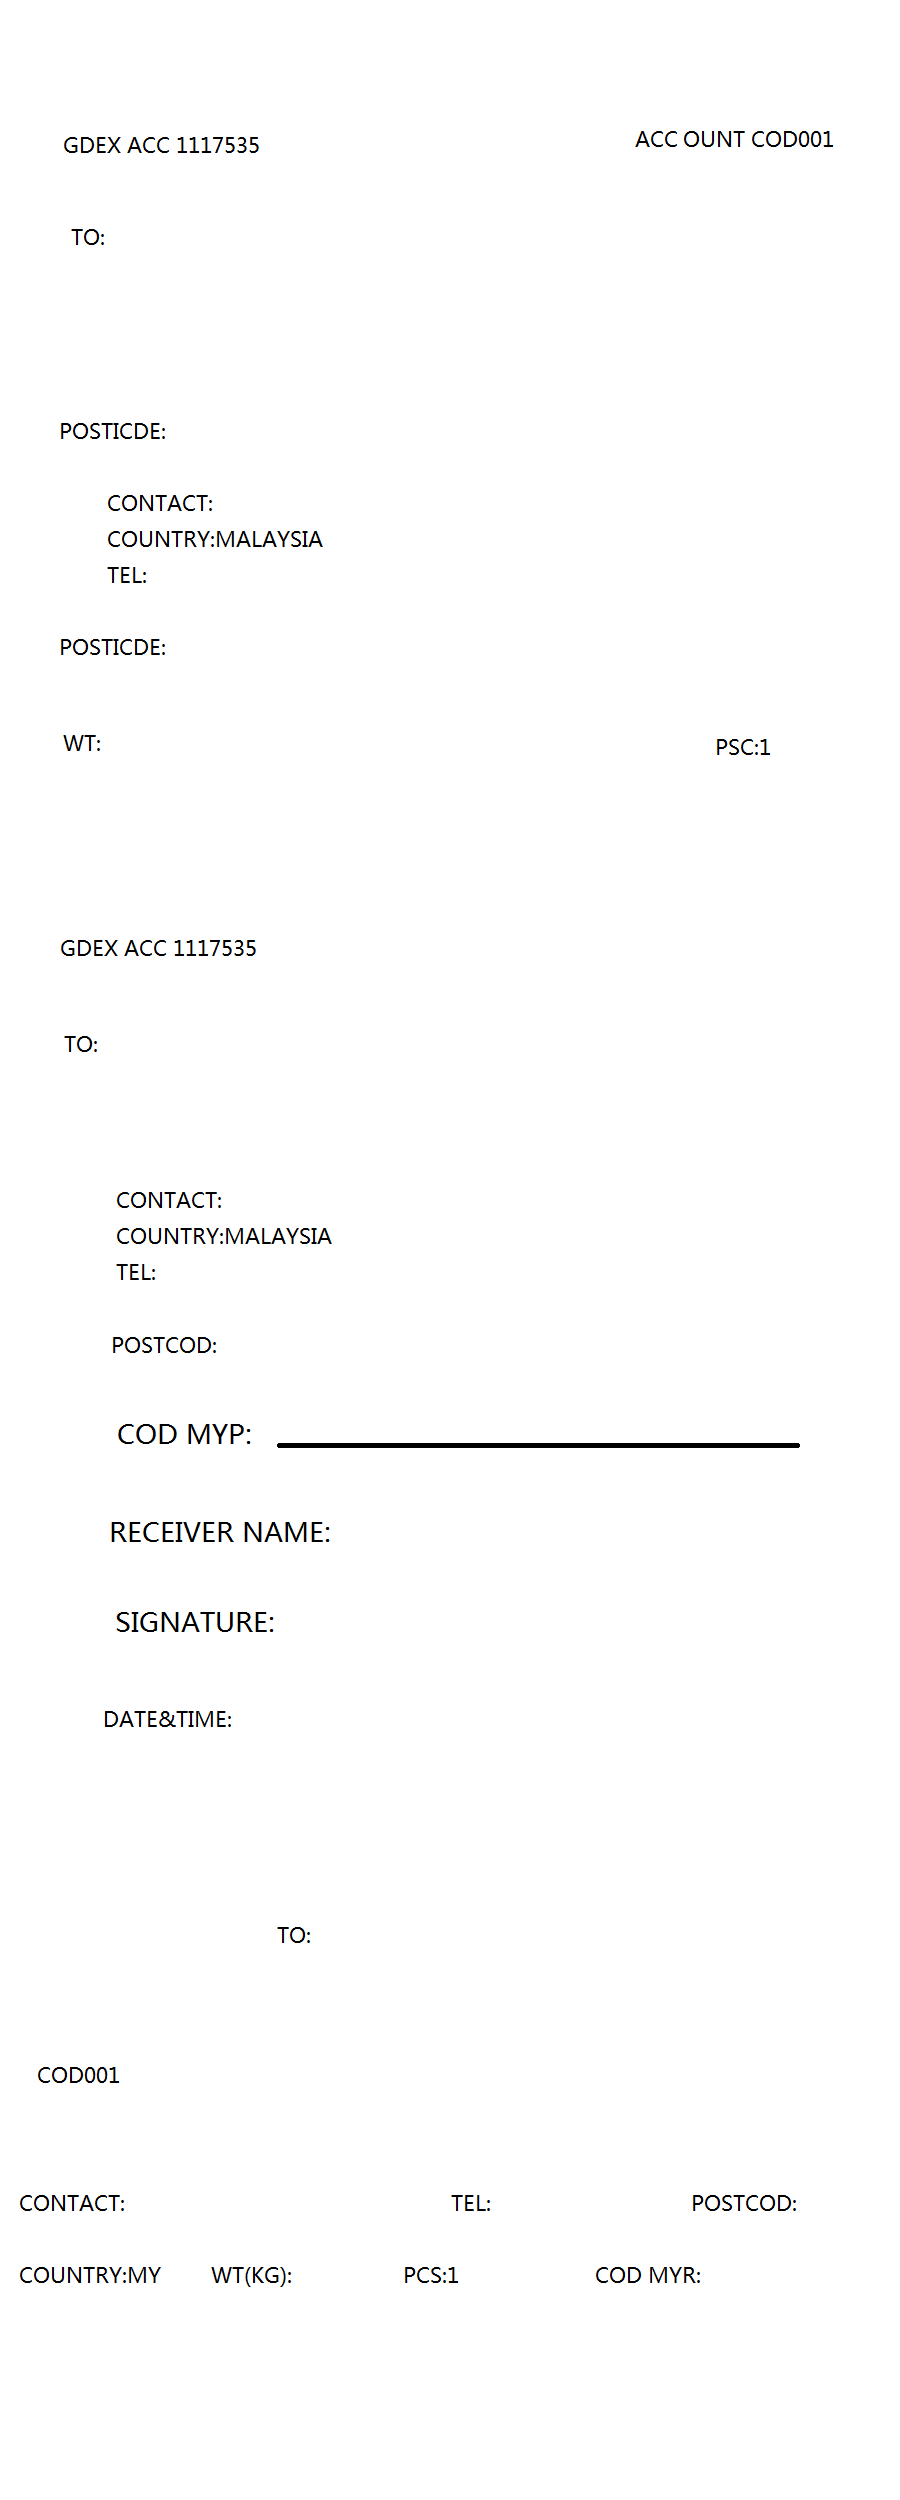 GDEX ACC 1117535 ACC OUNT COD001
TO:
POSTICDE:
CONTACT:
COUNTRY:MALAYSIA
TEL:
POSTICDE:
WT: PSC:1
GDEX ACC 1117535
TO:
CONTACT:
COUNTRY:MALAYSIA
TEL:
POSTCOD:
COD MYP:
RECEIVER NAME:
SIGNATURE:
DATE&TIME:
TO:
COD001
CONTACT: TEL: POSTCOD:
COUNTRY:MY WT(KG): PCS:1 COD MYR: